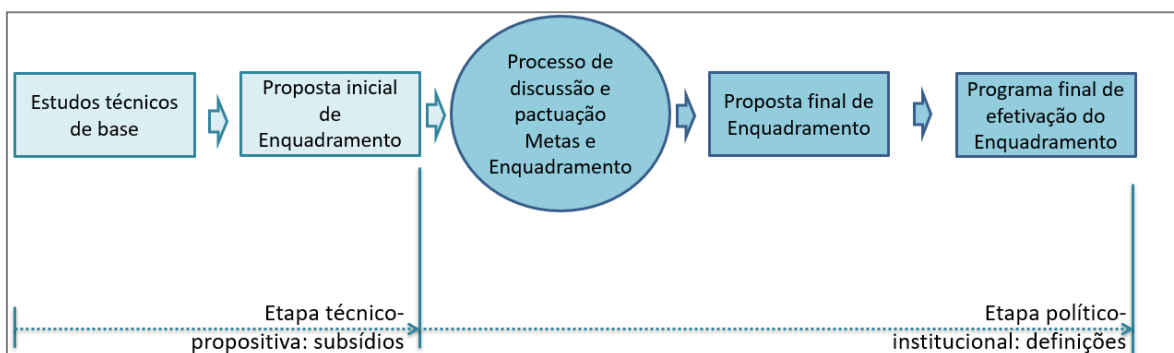 Estudos técnicos
de base
Proposta inicial
de
Enquadramento
Processo de
discussão e
pactuação
Metas e
Enquadramento
Proposta final de
Enquadramento
Programa final de
efetivação do
Enquadramento
Etapa técnico-
propositiva: subsídios
Etapa político-
institucional: definições